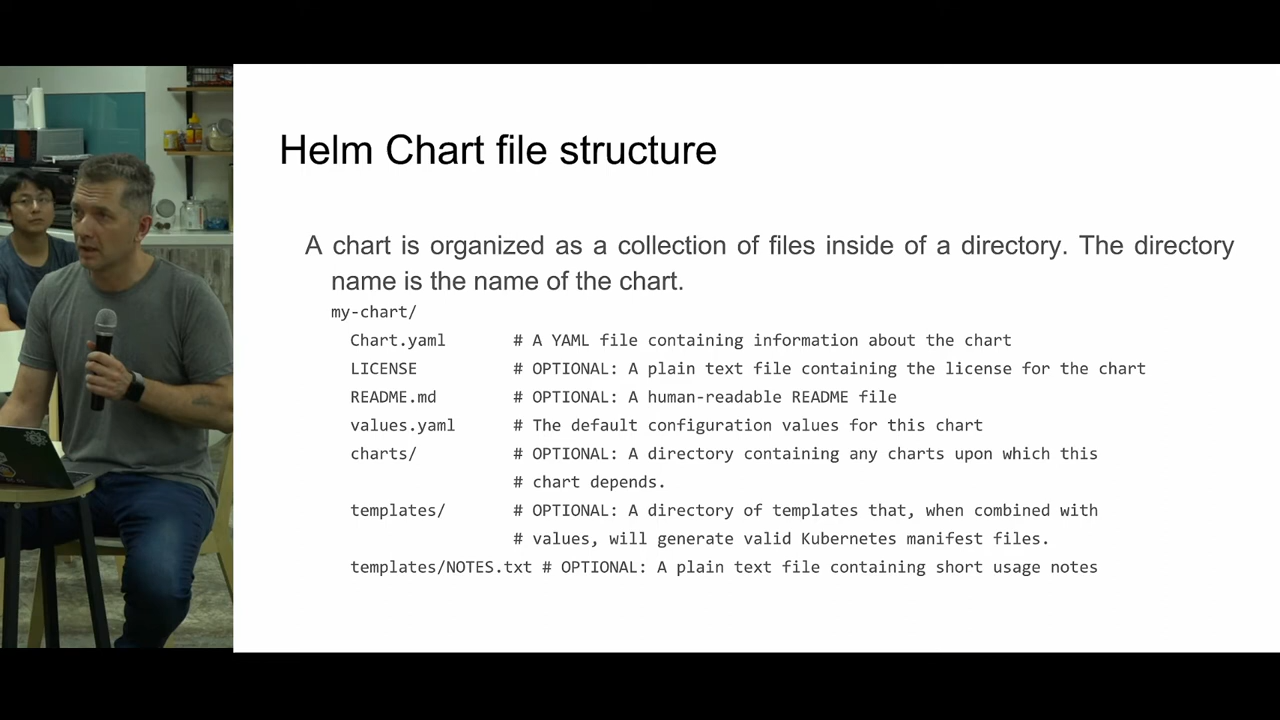 Helm Chart file structure
A chart is organized as a collection of files inside of a directory. The directory
name is the name of the chart.
my-chart/
Chart.yaml # A YAML file containing information about the chart
LICENSE # OPTIONAL: A plain text file containing the license for the chart
README.md # OPTIONAL: A human-readable README file
values.yaml # The default configuration values for this chart
charts/ # OPTIONAL: A directory containing any charts upon which this
# chart depends.
templates/ # OPTIONAL: A directory of templates that, when combined with
# values, will generate valid Kubernetes manifest files.
templates/NOTES.txt # OPTIONAL: A plain text file containing short usage notes